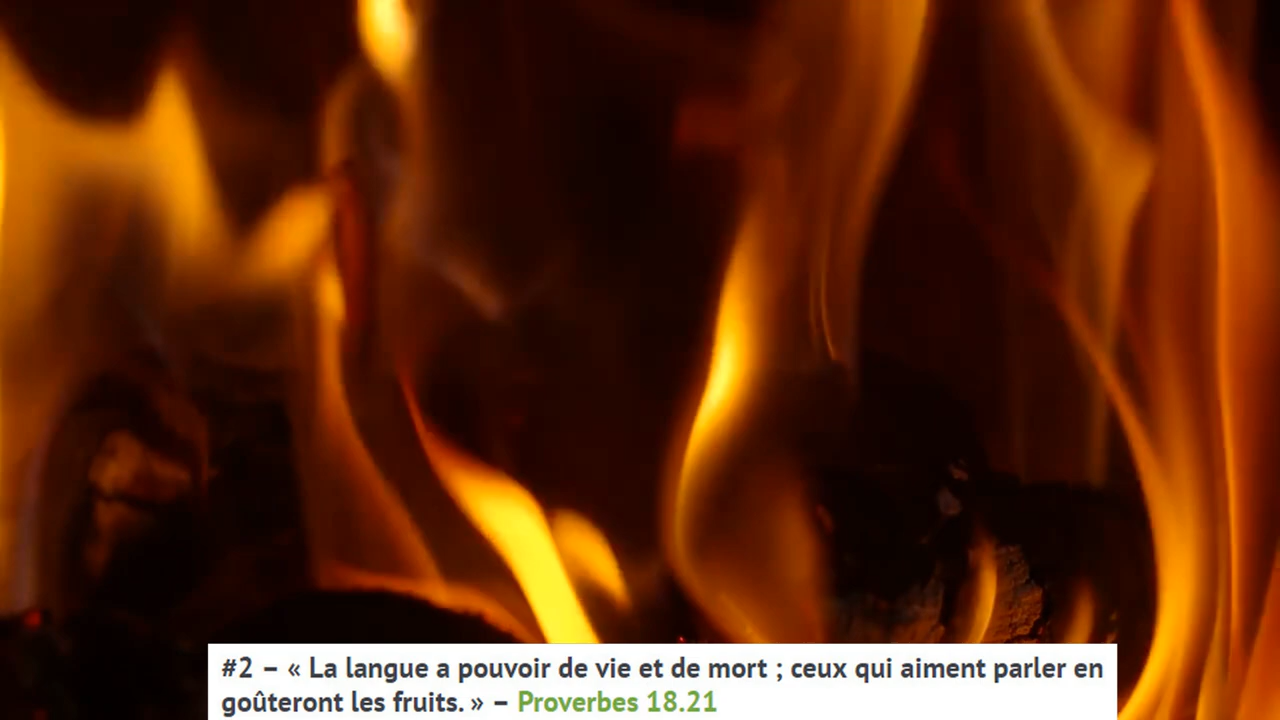 #2 – « La langue a pouvoir de vie et de mort ; ceux qui aiment parler en
goûteront les fruits. » – Proverbes 18.21